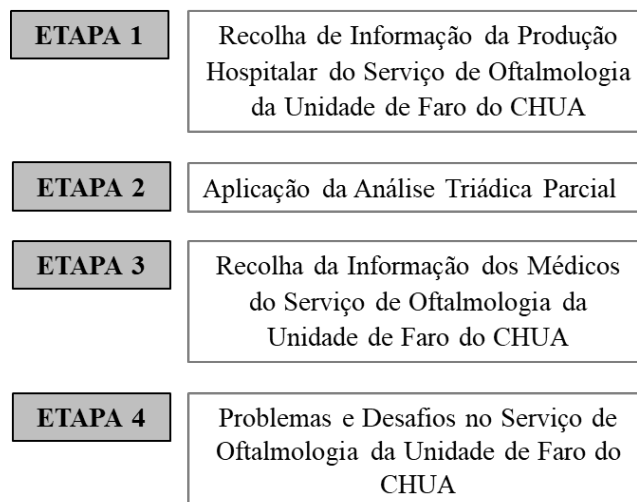 ETAPA 1
Recolha de Informação da Produção
Hospitalar do Serviço de Oftalmologia
da Unidade de Faro do CHUA
ETAPA 2
Aplicação da Análise Triádica Parcial
ETAPA 3
Recolha da Informação dos Médicos
do Serviço de Oftalmologia da
Unidade de Faro do CHUA
ETAPA 4
Problemas e Desafios no Serviço de
Oftalmologia da Unidade de Faro do
CHUA